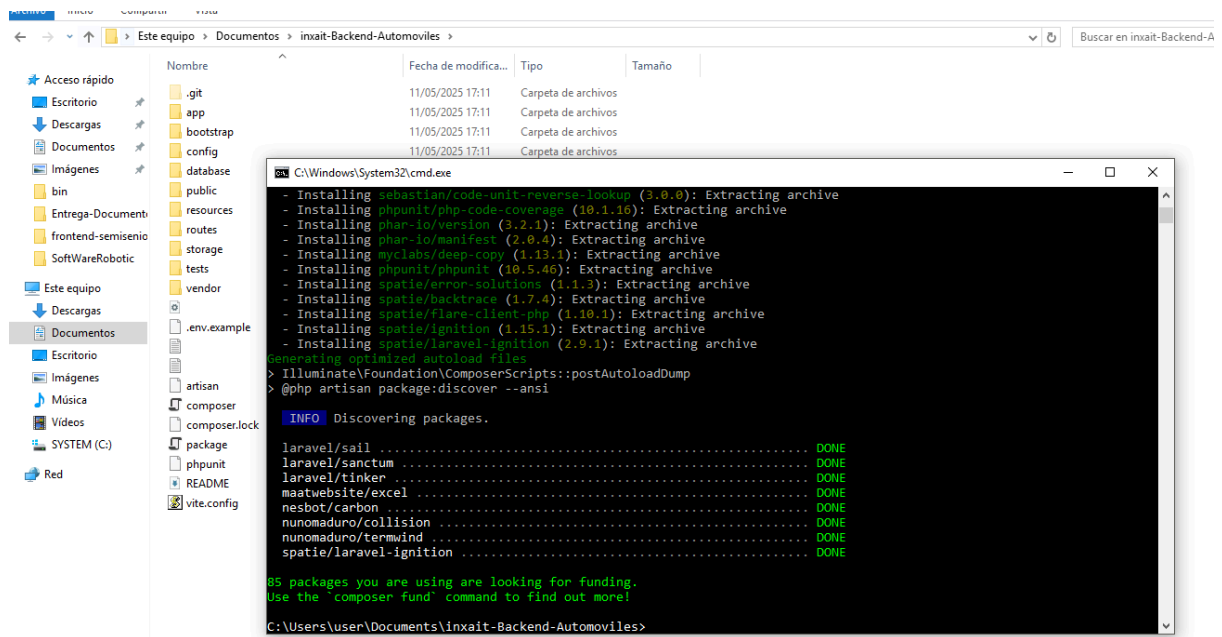 Archivo Inicio Compartir Vista
Este equipo > Documentos > inxait-Backend-Automoviles >
Buscar en inxait-Backend-A
Nombre Fecha de modifica... Tipo Tamaño
Acceso rápido
Escritorio
Descargas
Documentos
Imágenes
bin
Entrega-Document
frontend-semisenio
SoftWareRobotic
Este equipo
Descargas
Documentos
Escritorio
Imágenes
Música
Vídeos
SYSTEM (C:)
Red
.git 11/05/2025 17:11 Carpeta de archivos
app 11/05/2025 17:11 Carpeta de archivos
bootstrap 11/05/2025 17:11 Carpeta de archivos
config 11/05/2025 17:11 Carpeta de archivos
database
public
resources
routes
storage
tests
vendor
.env.example
artisan
composer
composer.lock
package
phpunit
README
vite.config
C:\Windows\System32\cmd.exe
- Installing sebastian/code-unit-reverse-lookup (3.0.0): Extracting archive
- Installing phpunit/php-code-coverage (10.1.16): Extracting archive
- Installing phar-io/version (3.2.1): Extracting archive
- Installing phar-io/manifest (2.0.4): Extracting archive
- Installing myclabs/deep-copy (1.13.1): Extracting archive
- Installing phpunit/phpunit (10.5.46): Extracting archive
- Installing spatie/error-solutions (1.1.3): Extracting archive
- Installing spatie/backtrace (1.7.4): Extracting archive
- Installing spatie/flare-client-php (1.10.1): Extracting archive
- Installing spatie/ignition (1.15.1): Extracting archive
- Installing spatie/laravel-ignition (2.9.1): Extracting archive
Generating optimized autoload files
> Illuminate\Foundation\ComposerScripts::postAutoloadDump
> @php artisan package:discover --ansi
INFO Discovering packages.
laravel/sail ........................................................ DONE
laravel/sanctum ..................................................... DONE
laravel/tinker ...................................................... DONE
maatwebsite/excel ................................................... DONE
nesbot/carbon ....................................................... DONE
nunomaduro/collision ................................................ DONE
nunomaduro/termwind ................................................. DONE
spatie/laravel-ignition ............................................. DONE
85 packages you are using are looking for funding.
Use the `composer fund` command to find out more!
C:\Users\user\Documents\inxait-Backend-Automoviles>